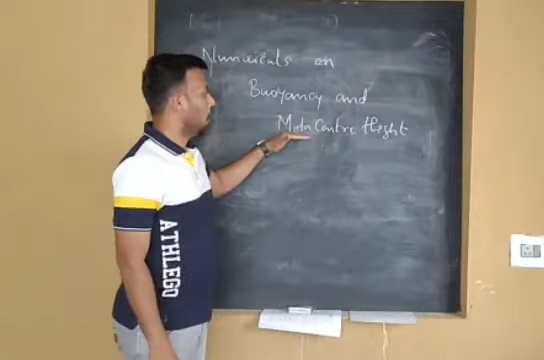 Numericals on
Buoyancy and
Meta Centre Height
ATHLEGO